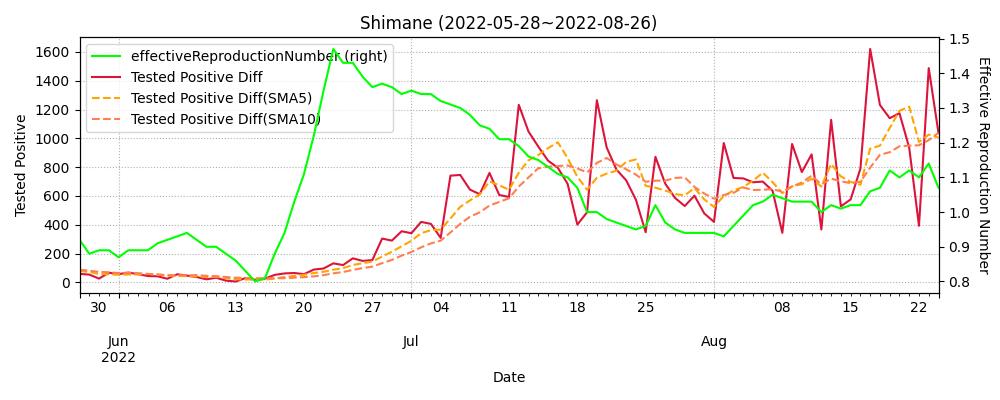 Shimane (2022-05-28~2022-08-26)
effectiveReproductionNumber (right)
Tested Positive Diff
Tested Positive Diff(SMA5)
Tested Positive Diff(SMA10)
Tested Positive
1600
1400
1200
1000
800
600
400
200
0
1.5
1.4
1.3
1.2
1.1
1.0
0.9
0.8
Effective Reproduction Number
30 06 13 20 27 04 11 18 25 08 15 22
Jun Jul Aug
2022
Date